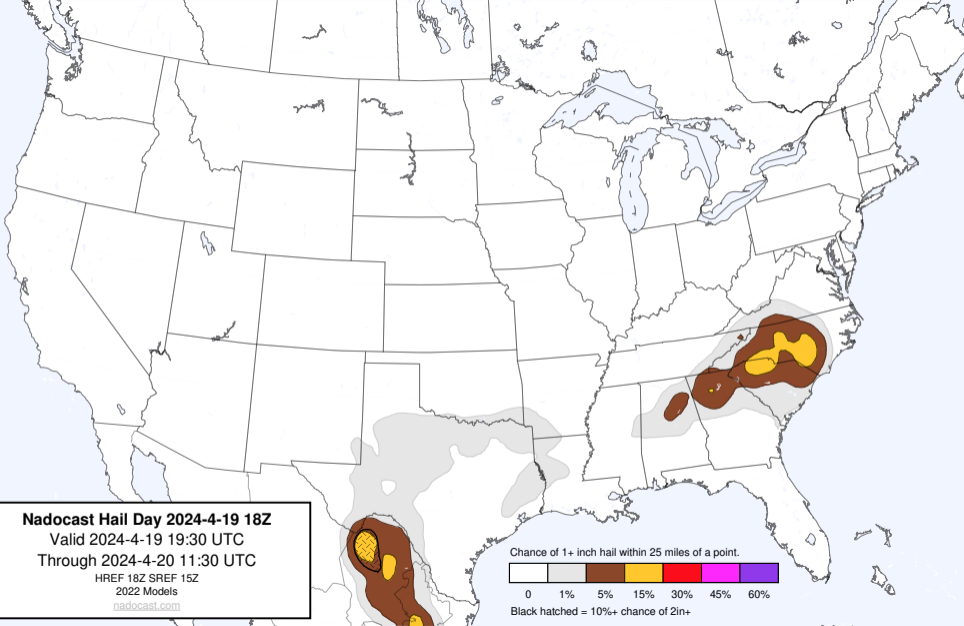 Nadocast Hail Day 2024-4-19 18Z
Valid 2024-4-19 19:30 UTC
Through 2024-4-20 11:30 UTC
HREF 18Z SREF 15Z
2022 Models
nadocast.com
Chance of 1+ inch hail within 25 miles of a point.
0 1% 5% 15% 30% 45% 60%
Black hatched = 10%+ chance of 2in+